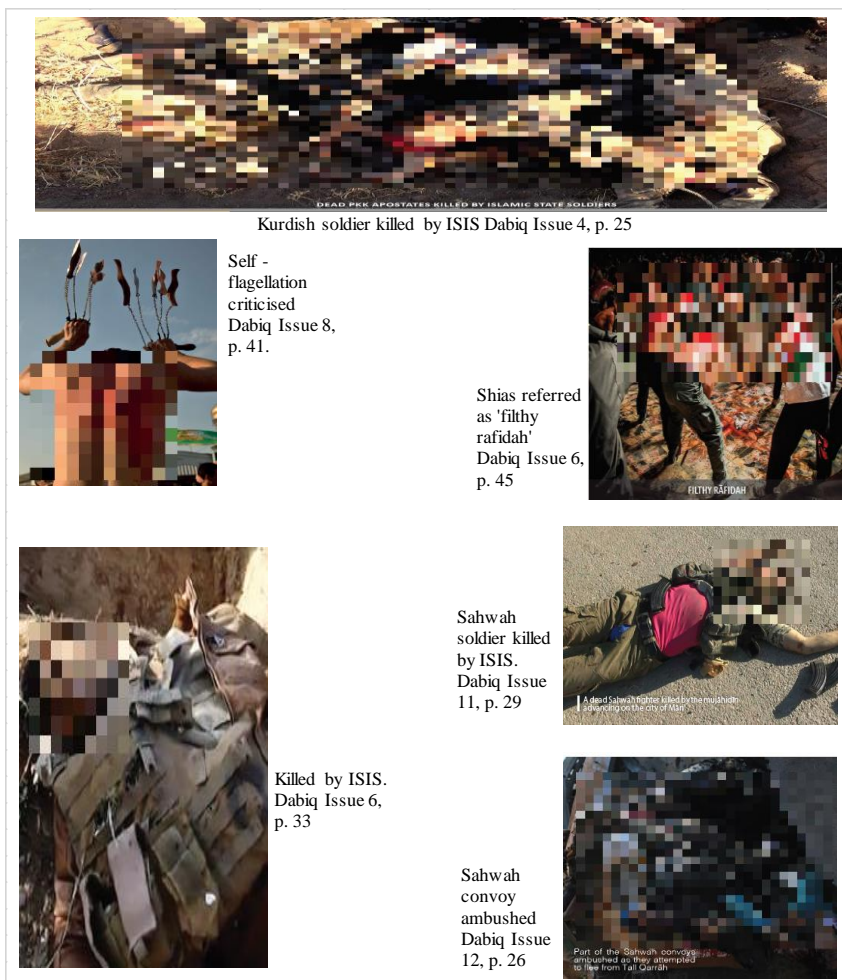 DEAD PKK APOSTATES KILLED BY ISLAMIC STATE SOLDIERS
Kurdish soldier killed by ISIS Dabiq Issue 4, p. 25
Self -
flagellation
criticised
Dabiq Issue 8,
p. 41.
Shias referred
as 'filthy
rafidah'
Dabiq Issue 6,
p. 45
FILTHY RĀFIDAH
Sahwah
soldier killed
by ISIS.
Dabiq Issue
11, p. 29
A dead Sahwah fighter killed by the mujāhidīn
advancing on the city of Māri'
Killed by ISIS.
Dabiq Issue 6,
p. 33
Sahwah
convoy
ambushed
Dabiq Issue
12, p. 26
Part of the Sahwah convoys
ambushed as they attempted
to flee from Tall Qarrāh